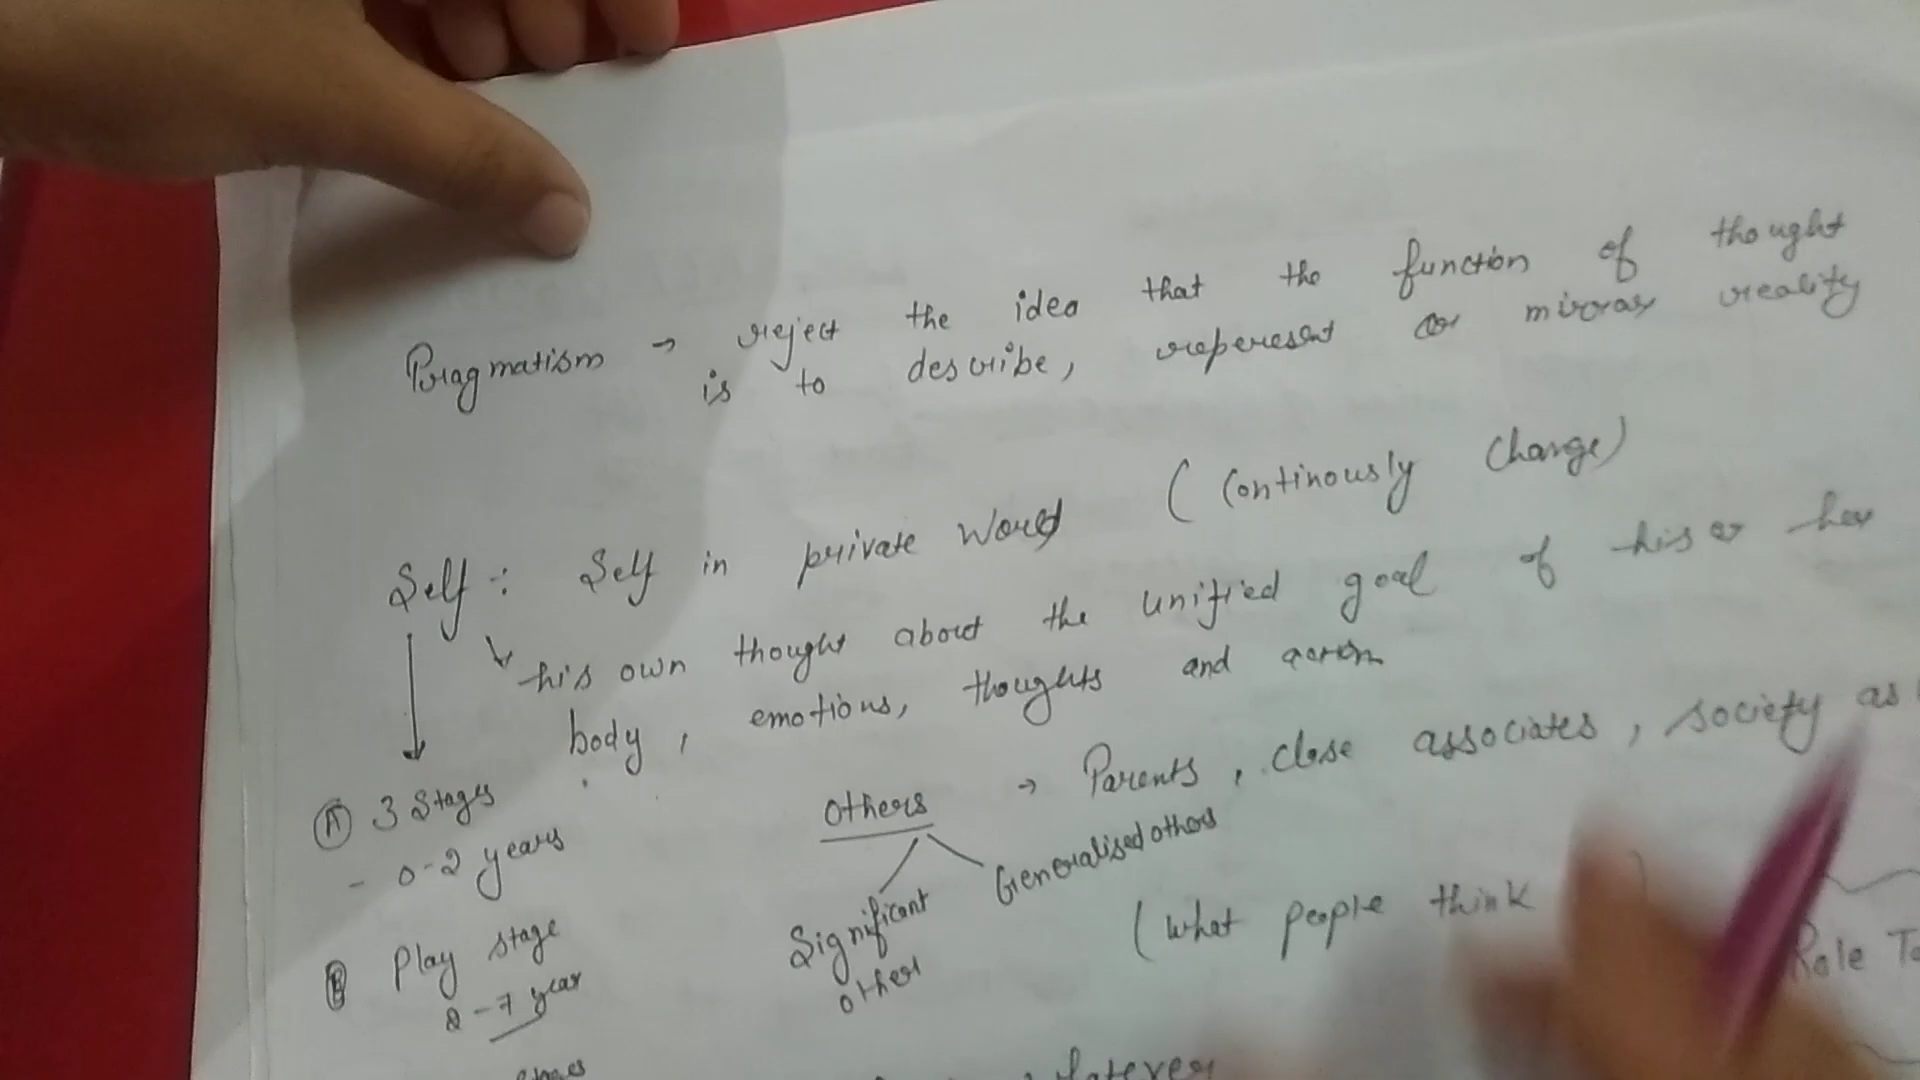 Pragmatism → reject the idea that the function of thought
is to describe, reperesent or mirror reality
Self : Self in private World (Continously Change)
his own thought about the unified goal of his or her
body, emotions, thoughts and action
A 3 Stages
- 0-2 years
Others → Parents, Close associates, society as
Significant other
Generalised others
(What people think
B Play stage
2-7 year
Role